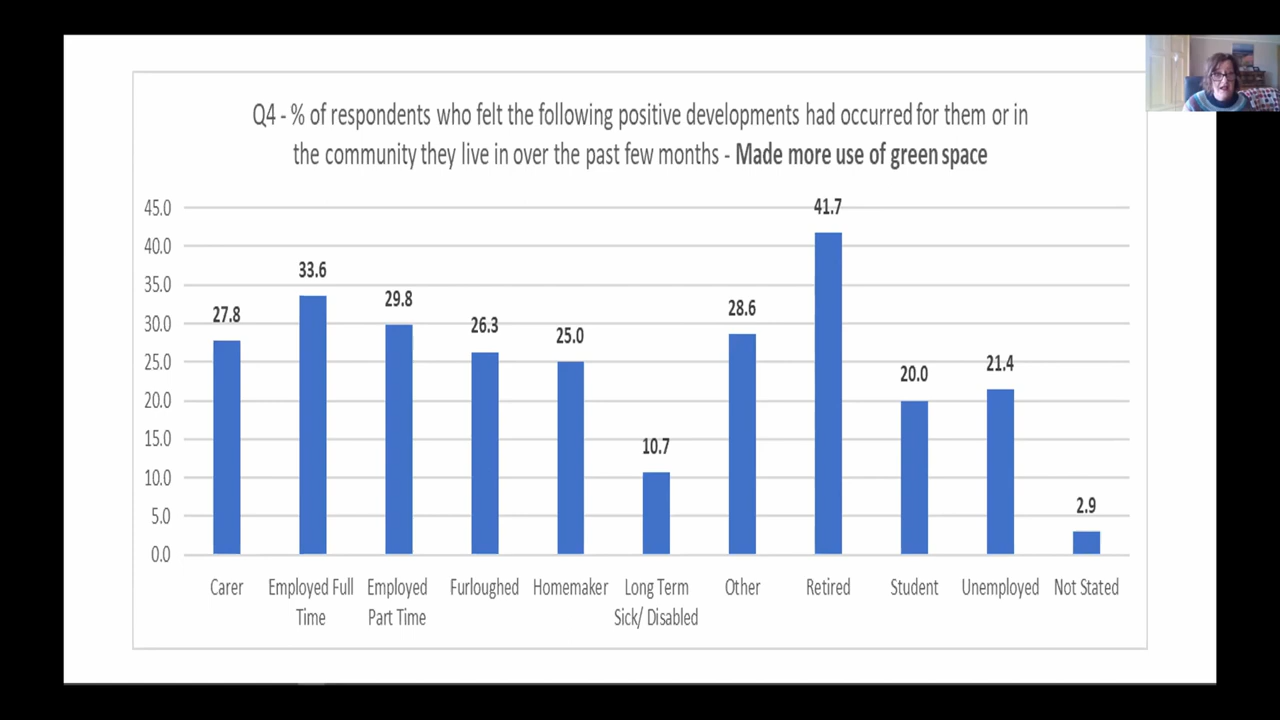 Q4 - % of respondents who felt the following positive developments had occurred for them or in
the community they live in over the past few months - Made more use of green space
45.0
40.0
35.0
30.0
25.0
20.0
15.0
10.0
5.0
0.0
27.8
33.6
29.8
26.3
25.0
10.7
28.6
41.7
20.0
21.4
2.9
Carer
Employed Full
Time
Employed
Part Time
Furloughed
Homemaker
Long Term
Sick/ Disabled
Other
Retired
Student
Unemployed
Not Stated